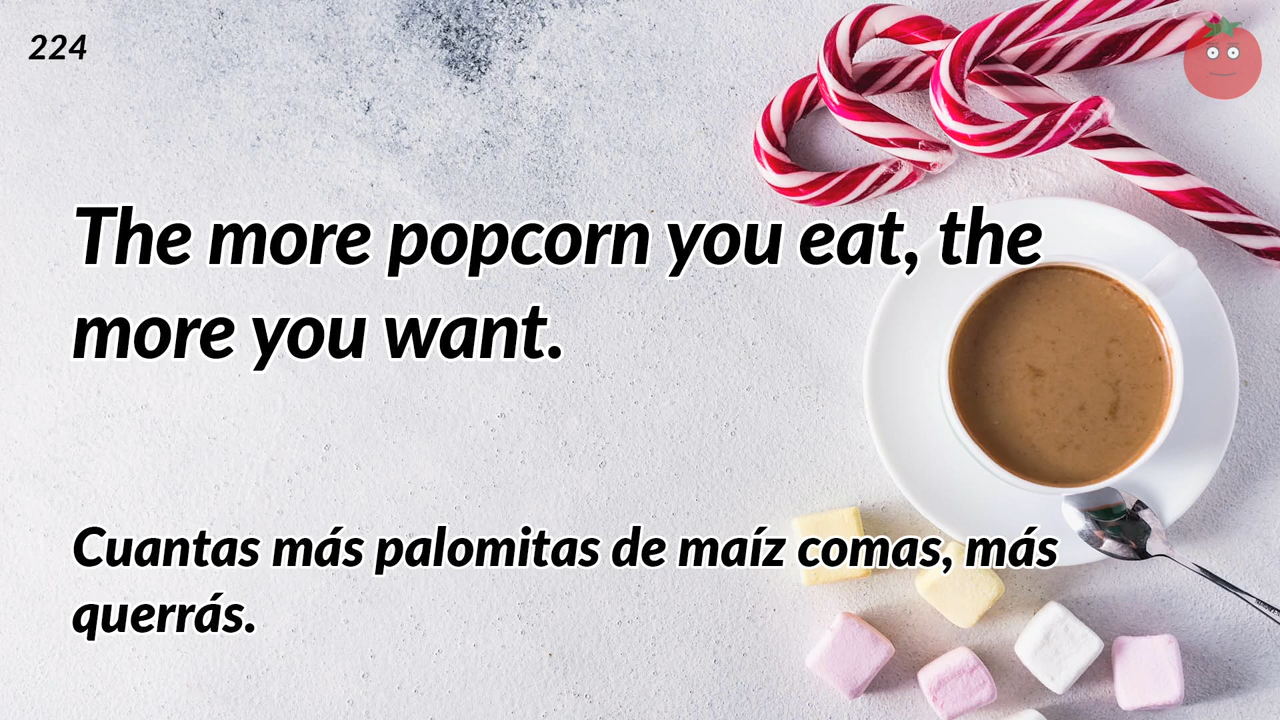 224
The more popcorn you eat, the
more you want.
Cuantas más palomitas de maíz comas, más
querrás.